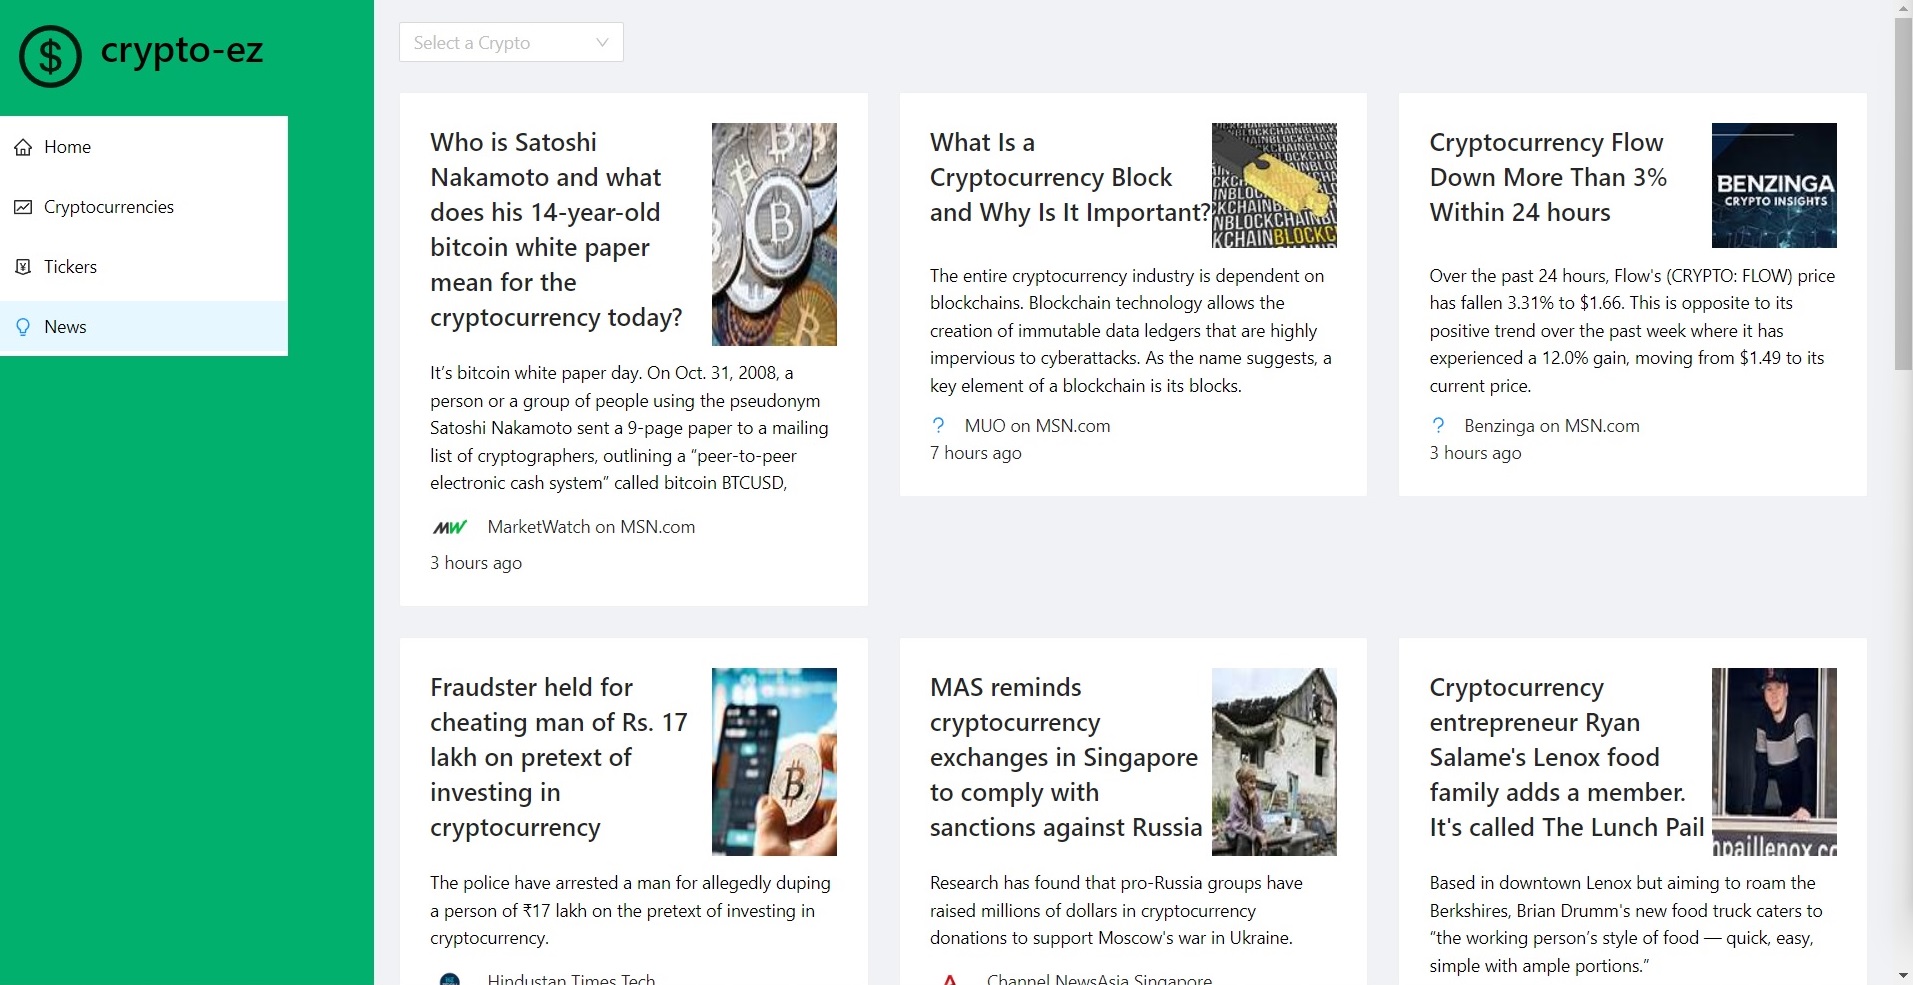 crypto-ez
Home
Cryptocurrencies
Tickers
News
Select a Crypto
Who is Satoshi
Nakamoto and what
does his 14-year-old
bitcoin white paper
mean for the
cryptocurrency today?
It’s bitcoin white paper day. On Oct. 31, 2008, a
person or a group of people using the pseudonym
Satoshi Nakamoto sent a 9-page paper to a mailing
list of cryptographers, outlining a “peer-to-peer
electronic cash system” called bitcoin BTCUSD,
MW MarketWatch on MSN.com
3 hours ago
What Is a
Cryptocurrency Block
and Why Is It Important?
BLOCKCHAIN
The entire cryptocurrency industry is dependent on
blockchains. Blockchain technology allows the
creation of immutable data ledgers that are highly
impervious to cyberattacks. As the name suggests, a
key element of a blockchain is its blocks.
? MUO on MSN.com
7 hours ago
Cryptocurrency Flow
Down More Than 3%
Within 24 hours
BENZINGA
CRYPTO INSIGHTS
Over the past 24 hours, Flow's (CRYPTO: FLOW) price
has fallen 3.31% to $1.66. This is opposite to its
positive trend over the past week where it has
experienced a 12.0% gain, moving from $1.49 to its
current price.
? Benzinga on MSN.com
3 hours ago
Fraudster held for
cheating man of Rs. 17
lakh on pretext of
investing in
cryptocurrency
The police have arrested a man for allegedly duping
a person of ₹17 lakh on the pretext of investing in
cryptocurrency.
Hindustan Times Tech
MAS reminds
cryptocurrency
exchanges in Singapore
to comply with
sanctions against Russia
Research has found that pro-Russia groups have
raised millions of dollars in cryptocurrency
donations to support Moscow's war in Ukraine.
Channel NewsAsia Singapore
Cryptocurrency
entrepreneur Ryan
Salame's Lenox food
family adds a member.
It's called The Lunch Pail
npaillenox.co
Based in downtown Lenox but aiming to roam the
Berkshires, Brian Drumm's new food truck caters to
“the working person’s style of food — quick, easy,
simple with ample portions.”